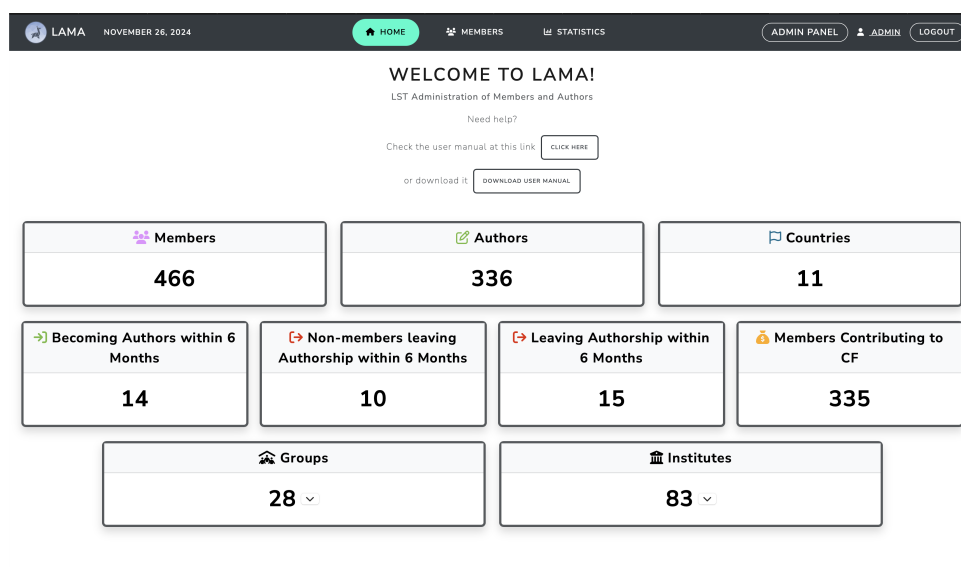 LAMA NOVEMBER 26, 2024 HOME MEMBERS STATISTICS ADMIN PANEL ADMIN LOGOUT
WELCOME TO LAMA!
LST Administration of Members and Authors
Need help?
Check the user manual at this link CLICK HERE
or download it DOWNLOAD USER MANUAL
Members Authors Countries
466 336 11
Becoming Authors within 6
Months
14
Non-members leaving
Authorship within 6 Months
10
Leaving Authorship within
6 Months
15
Members Contributing to
CF
335
Groups Institutes
28 83